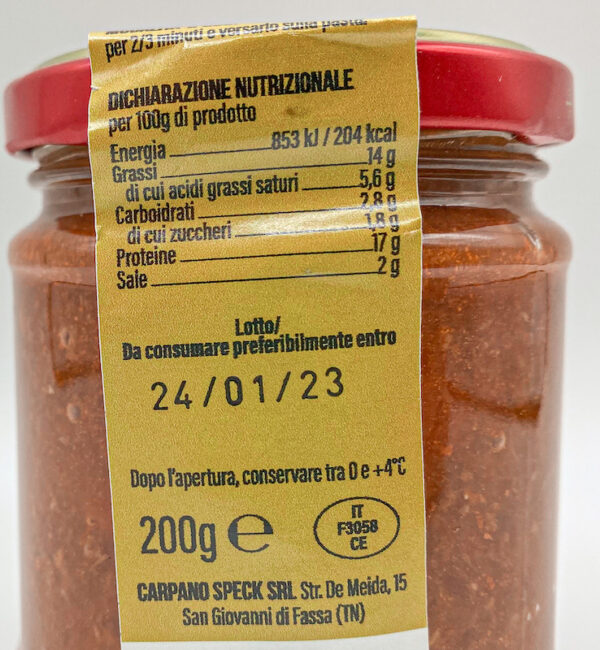 per 2/3 minuti e versarlo sulla pasta.
DICHIARAZIONE NUTRIZIONALE
per 100g di prodotto
Energia 853 kJ / 204 kcal
Grassi 14 g
di cui acidi grassi saturi 5,6 g
Carboidrati 2,8 g
di cui zuccheri 1,8 g
Proteine 17 g
Sale 2 g
Lotto/
Da consumare preferibilmente entro
24/01/23
Dopo l'apertura, conservare tra 0 e +4°C
200g ℮
IT
F3058
CE
CARPANO SPECK SRL Str. De Meida, 15
San Giovanni di Fassa (TN)